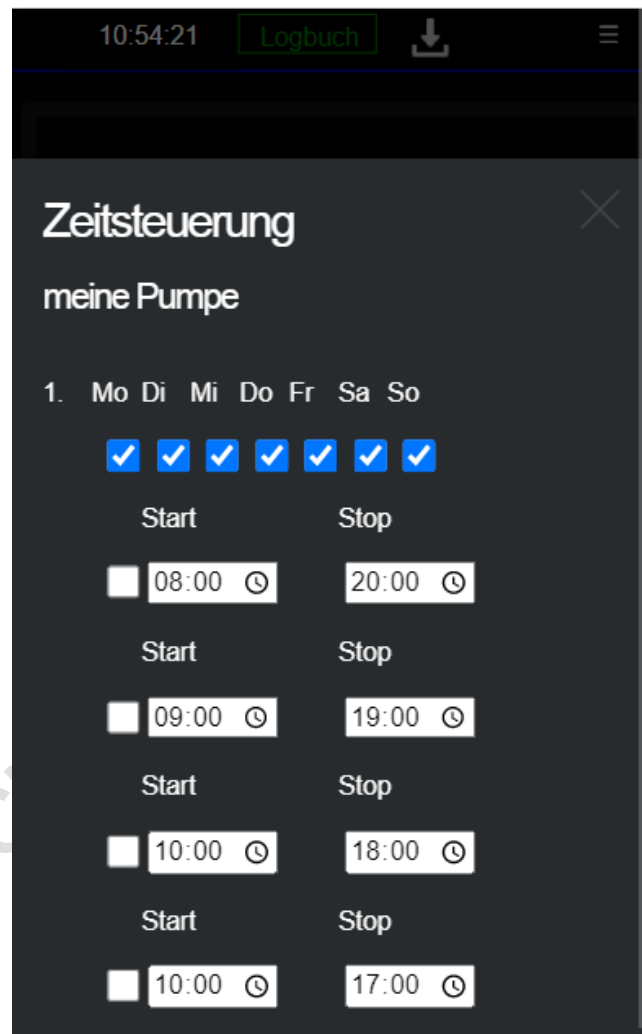 10:54:21 Logbuch ☰
Zeitsteuerung
meine Pumpe
1. Mo Di Mi Do Fr Sa So
Start Stop
08:00 20:00
Start Stop
09:00 19:00
Start Stop
10:00 18:00
Start Stop
10:00 17:00